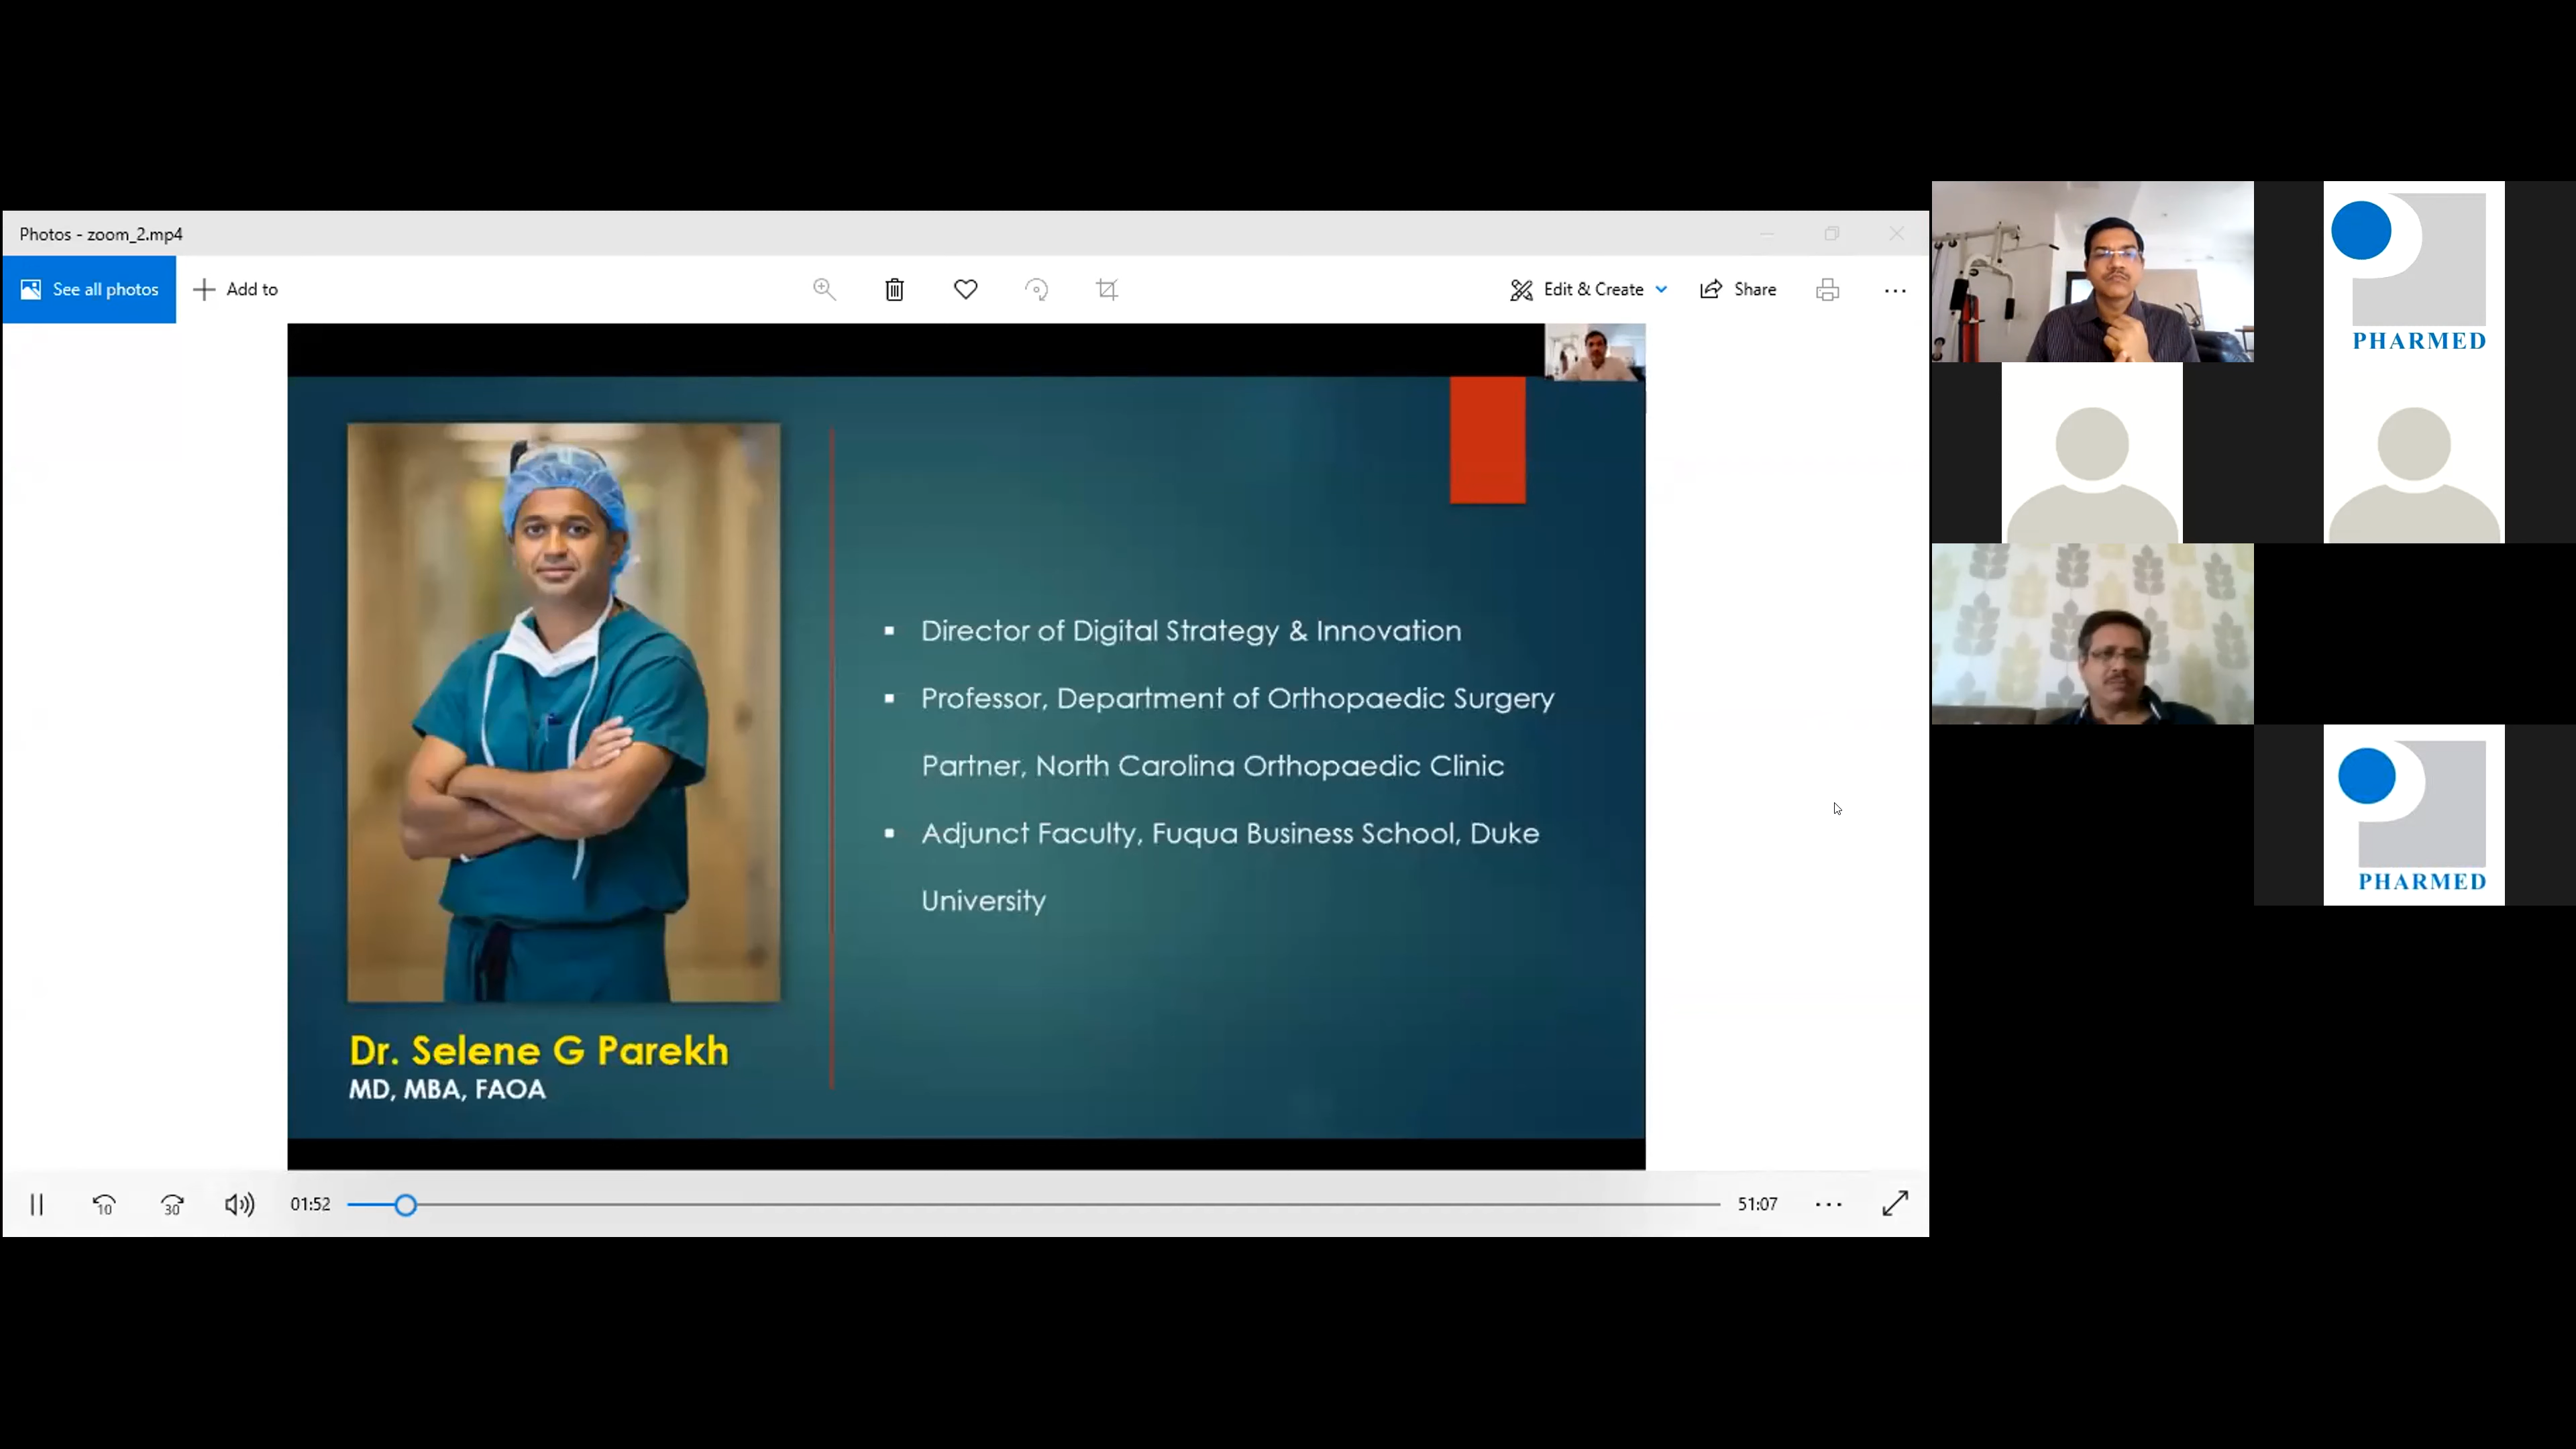 Photos - zoom_2.mp4
See all photos
Add to
Edit & Create
Share
Director of Digital Strategy & Innovation
Professor, Department of Orthopaedic Surgery
Partner, North Carolina Orthopaedic Clinic
Adjunct Faculty, Fuqua Business School, Duke
University
Dr. Selene G Parekh
MD, MBA, FAOA
10
30
01:52
51:07
PHARMED
PHARMED